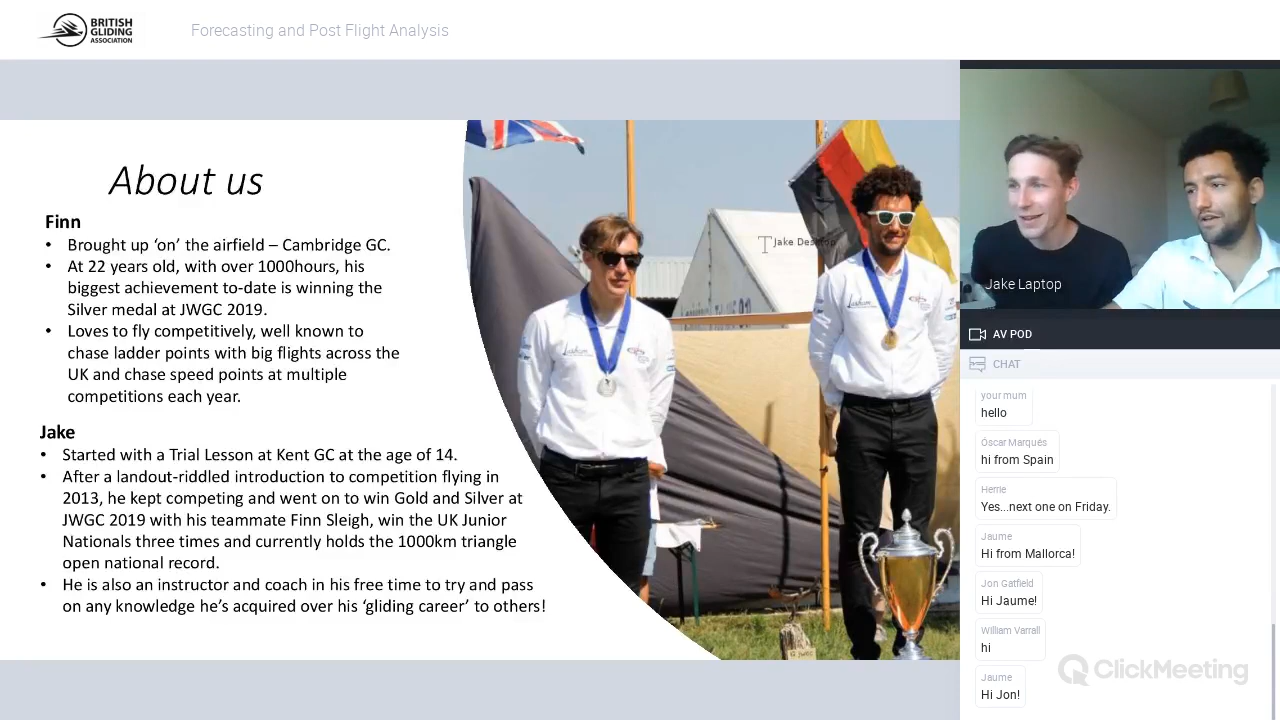 BRITISH
GLIDING
ASSOCIATION
Forecasting and Post Flight Analysis
About us
Finn
• Brought up ‘on’ the airfield – Cambridge GC.
• At 22 years old, with over 1000hours, his
biggest achievement to-date is winning the
Silver medal at JWGC 2019.
• Loves to fly competitively, well known to
chase ladder points with big flights across the
UK and chase speed points at multiple
competitions each year.
Jake
• Started with a Trial Lesson at Kent GC at the age of 14.
• After a landout-riddled introduction to competition flying in
2013, he kept competing and went on to win Gold and Silver at
JWGC 2019 with his teammate Finn Sleigh, win the UK Junior
Nationals three times and currently holds the 1000km triangle
open national record.
• He is also an instructor and coach in his free time to try and pass
on any knowledge he’s acquired over his ‘gliding career’ to others!
Jake Desktop
Jake Laptop
AV POD
CHAT
your mum
hello
Óscar Marqués
hi from Spain
Herrie
Yes...next one on Friday.
Jaume
Hi from Mallorca!
Jon Gatfield
Hi Jaume!
William Varrall
hi
Jaume
Hi Jon!
ClickMeeting